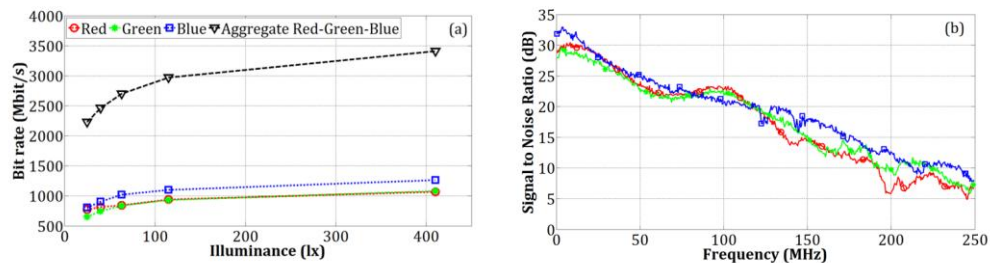 4000
3500
3000
2500
2000
1500
1000
500
Bit rate (Mbit/s)
Red Green Blue Aggregate Red-Green-Blue
(a)
0 100 200 300 400
Illuminance (lx)
35
30
25
20
15
10
5
0
Signal to Noise Ratio (dB)
(b)
0 50 100 150 200 250
Frequency (MHz)